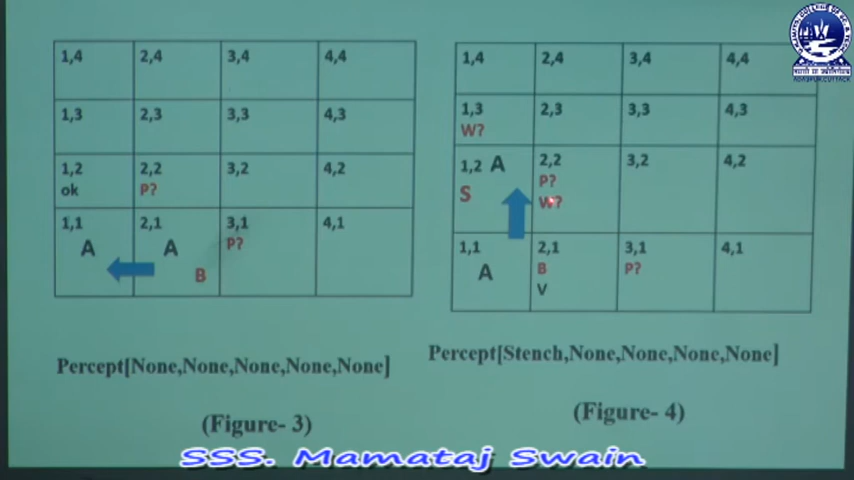 1,4 2,4 3,4 4,4
1,3 2,3 3,3 4,3
1,2 2,2 3,2 4,2
ok P?
1,1 2,1 3,1 4,1
A A P?
B
Percept[None,None,None,None,None]
(Figure- 3)
1,4 2,4 3,4 4,4
1,3 2,3 3,3 4,3
W?
1,2 A 2,2 3,2 4,2
S P?
W?
1,1 2,1 3,1 4,1
A B P?
V
Percept[Stench,None,None,None,None]
(Figure- 4)
SSS. Mamataj Swain